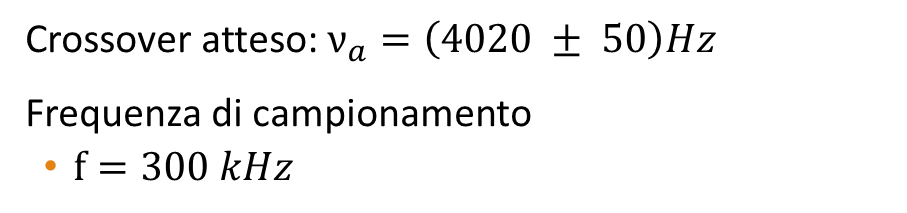 Crossover atteso: ν𝑎 = (4020 ± 50)𝐻𝑧
Frequenza di campionamento
• f = 300 𝑘𝐻𝑧